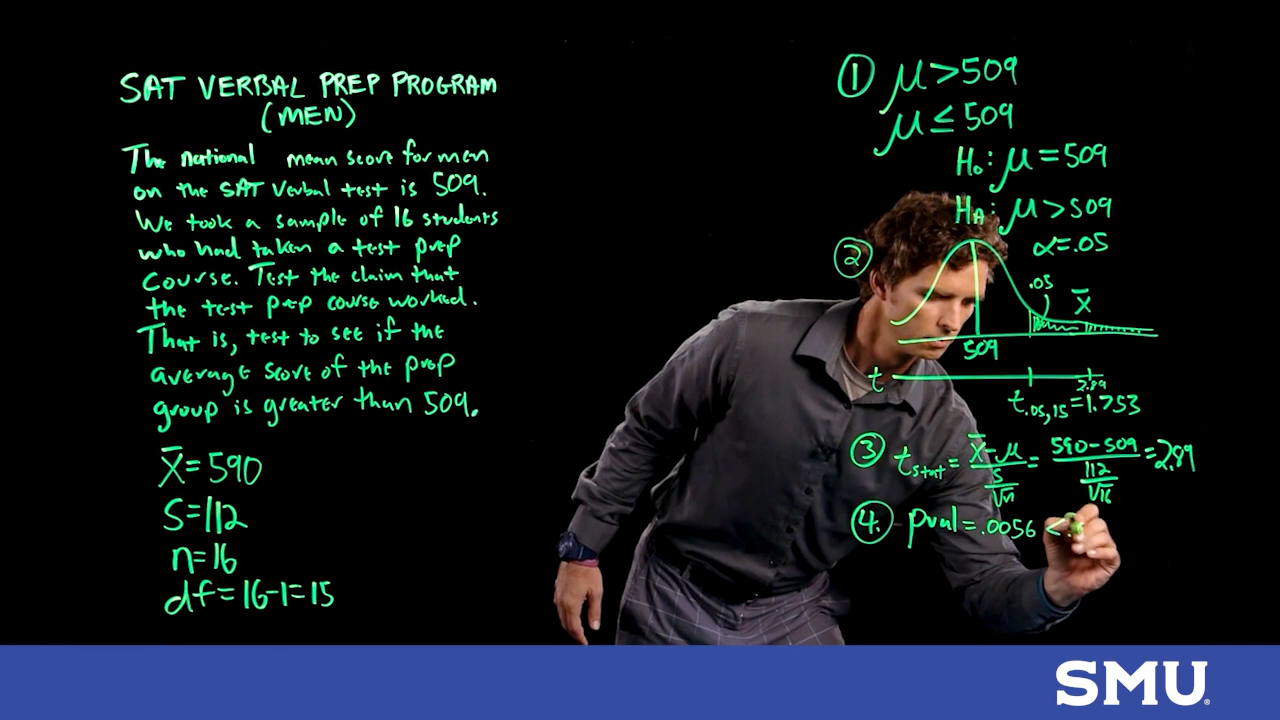 SAT VERBAL PREP PROGRAM
(MEN)
The national mean score for men
on the SAT Verbal test is 509.
We took a sample of 16 students
who had taken a test prep
course. Test the claim that
the test prep course worked.
That is, test to see if the
average score of the prep
group is greater than 509.
x̄ = 590
S = 112
n = 16
df = 16-1 = 15
① μ > 509
μ ≤ 509
H₀: μ = 509
Hₐ: μ > 509
α = .05
②
.05
x̄
509
t
2.89
t.05,15 = 1.753
③ tstat = (x̄ - μ) / (s/√n) = (590 - 509) / (112/√16) = 2.89
④. pval = .0056 <
SMU